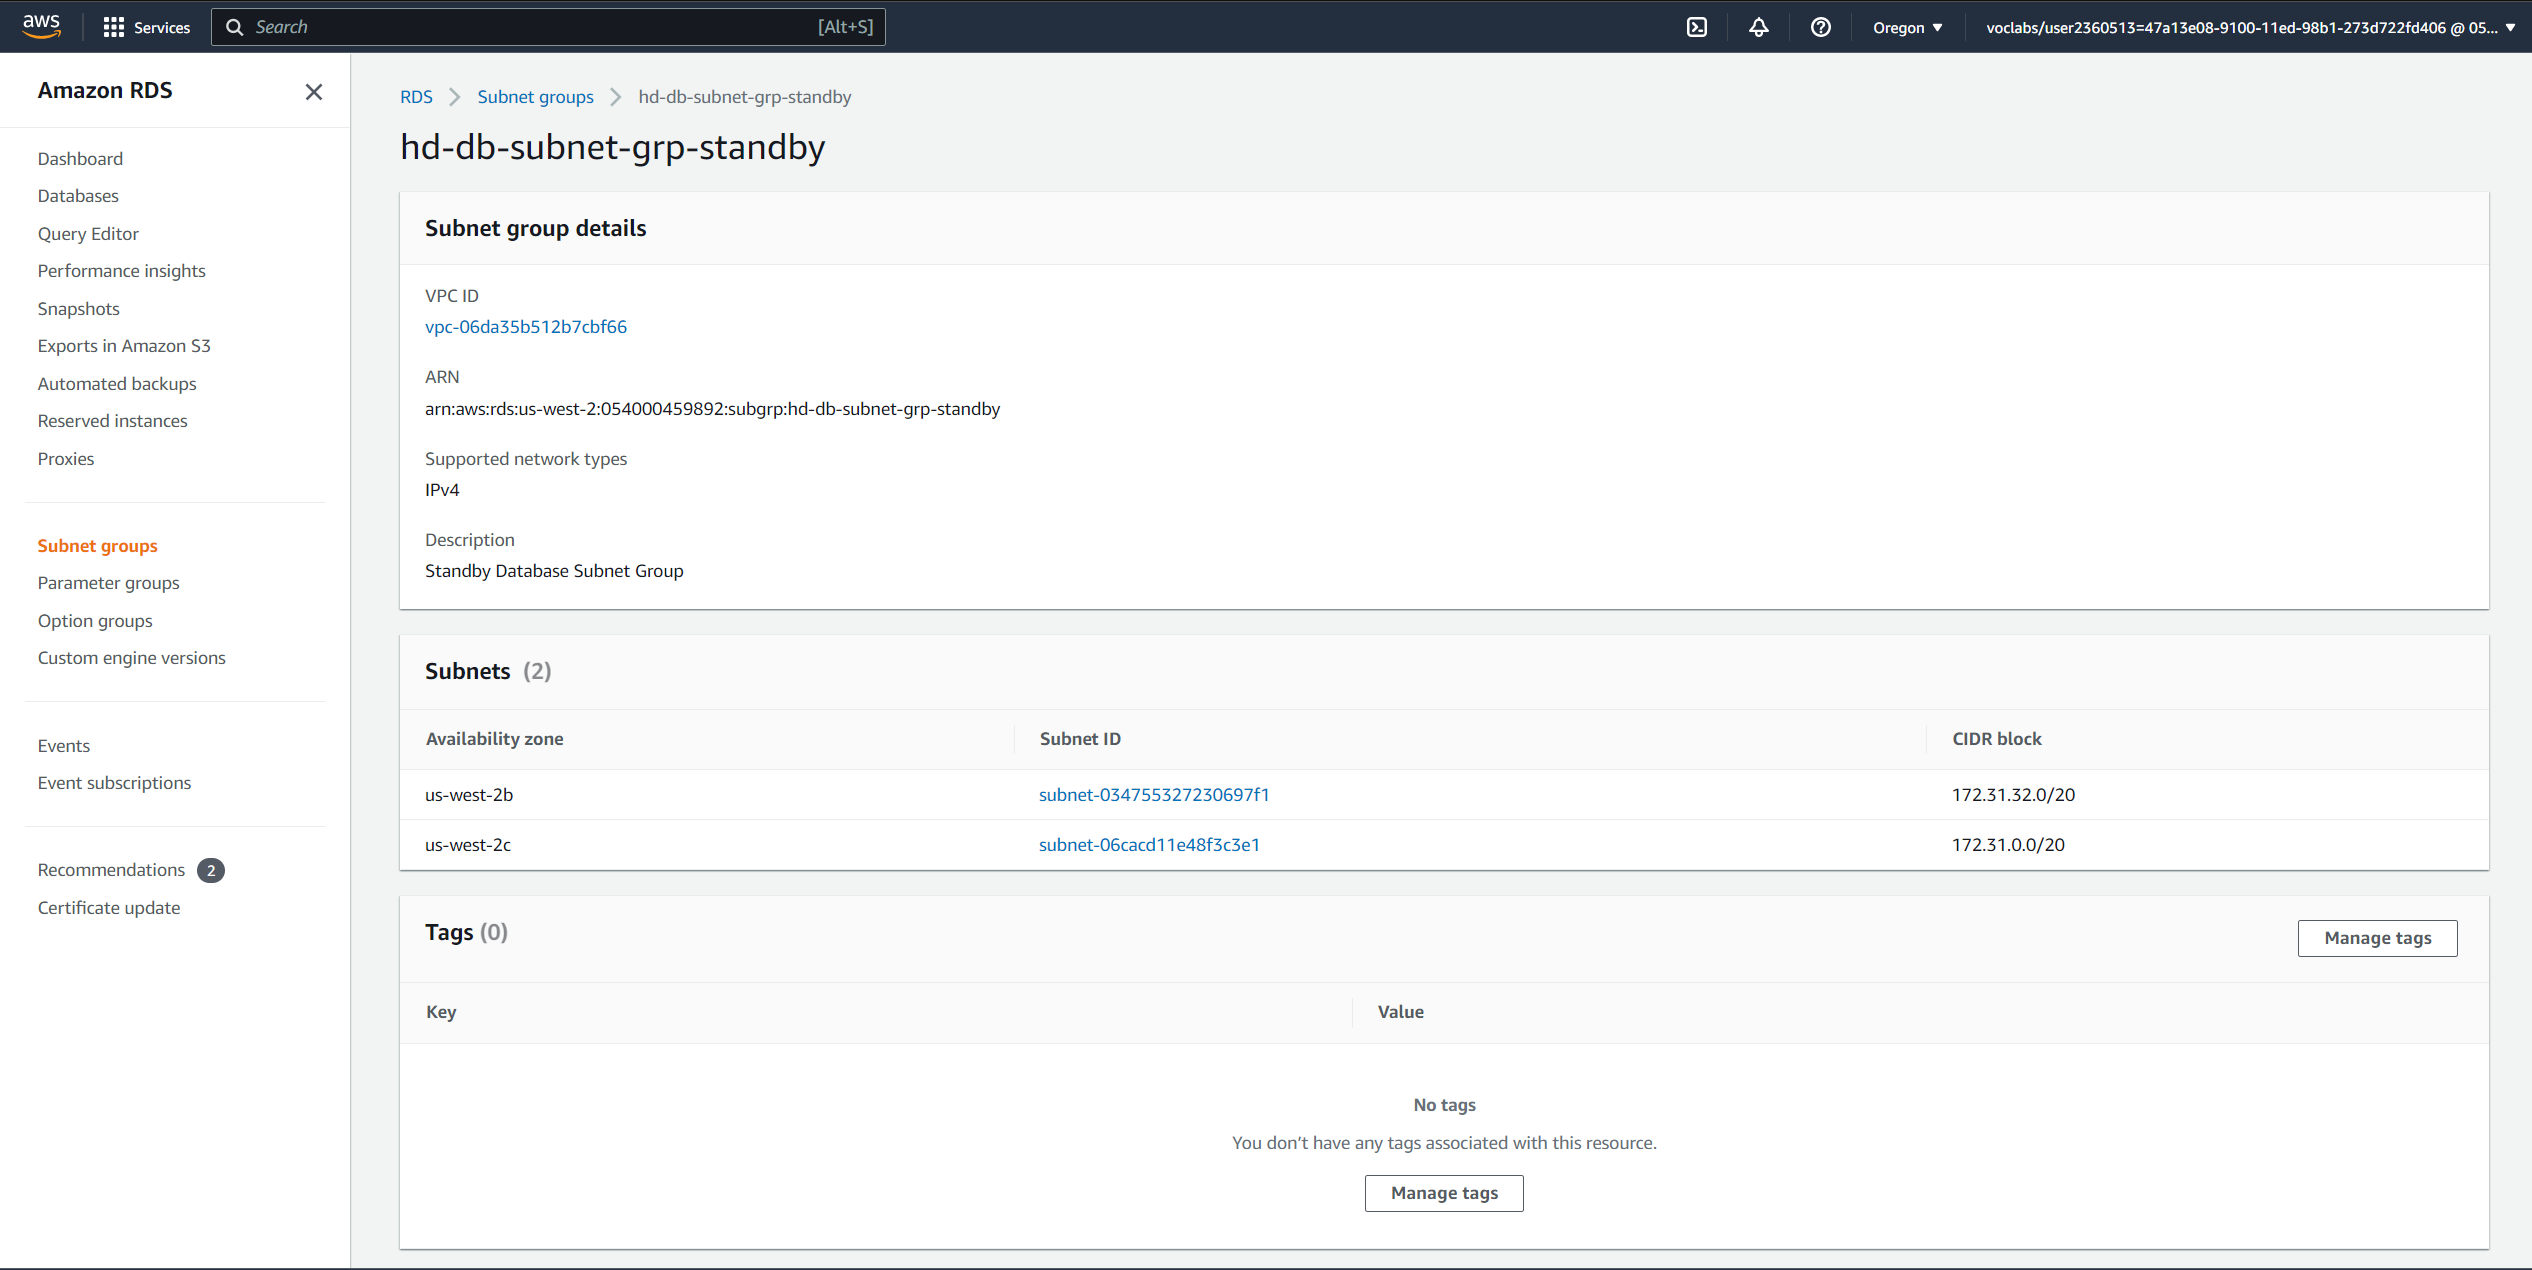 aws
Services
Search [Alt+S]
Oregon
voclabs/user2360513=47a13e08-9100-11ed-98b1-273d722fd406 @ 05...
Amazon RDS
Dashboard
Databases
Query Editor
Performance insights
Snapshots
Exports in Amazon S3
Automated backups
Reserved instances
Proxies
Subnet groups
Parameter groups
Option groups
Custom engine versions
Events
Event subscriptions
Recommendations 2
Certificate update
RDS > Subnet groups > hd-db-subnet-grp-standby
hd-db-subnet-grp-standby
Subnet group details
VPC ID
vpc-06da35b512b7cbf66
ARN
arn:aws:rds:us-west-2:054000459892:subgrp:hd-db-subnet-grp-standby
Supported network types
IPv4
Description
Standby Database Subnet Group
Subnets (2)
Availability zone Subnet ID CIDR block
us-west-2b subnet-034755327230697f1 172.31.32.0/20
us-west-2c subnet-06cacd11e48f3c3e1 172.31.0.0/20
Tags (0)
Manage tags
Key Value
No tags
You don’t have any tags associated with this resource.
Manage tags